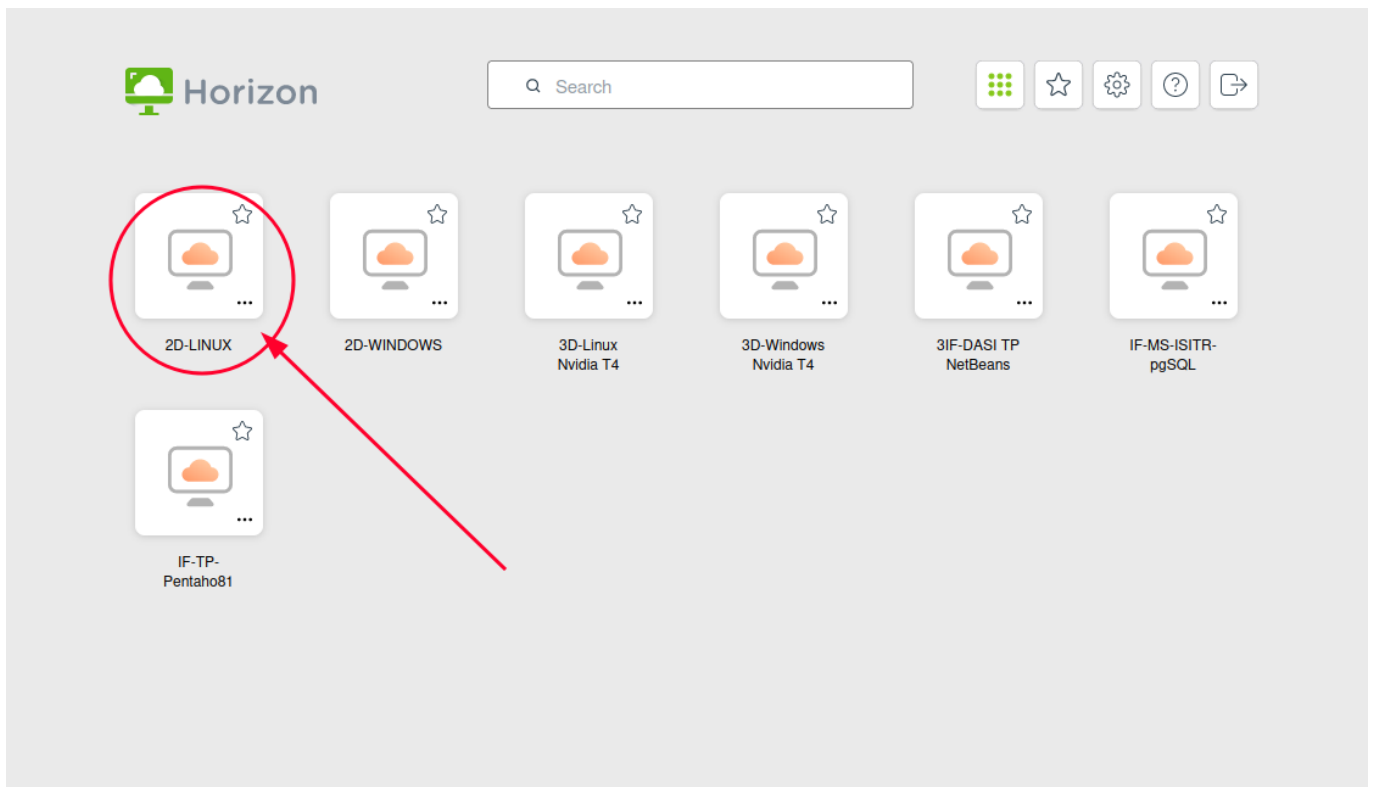 Horizon
Search
2D-LINUX
2D-WINDOWS
3D-Linux
Nvidia T4
3D-Windows
Nvidia T4
3IF-DASI TP
NetBeans
IF-MS-ISITR-
pgSQL
IF-TP-
Pentaho81